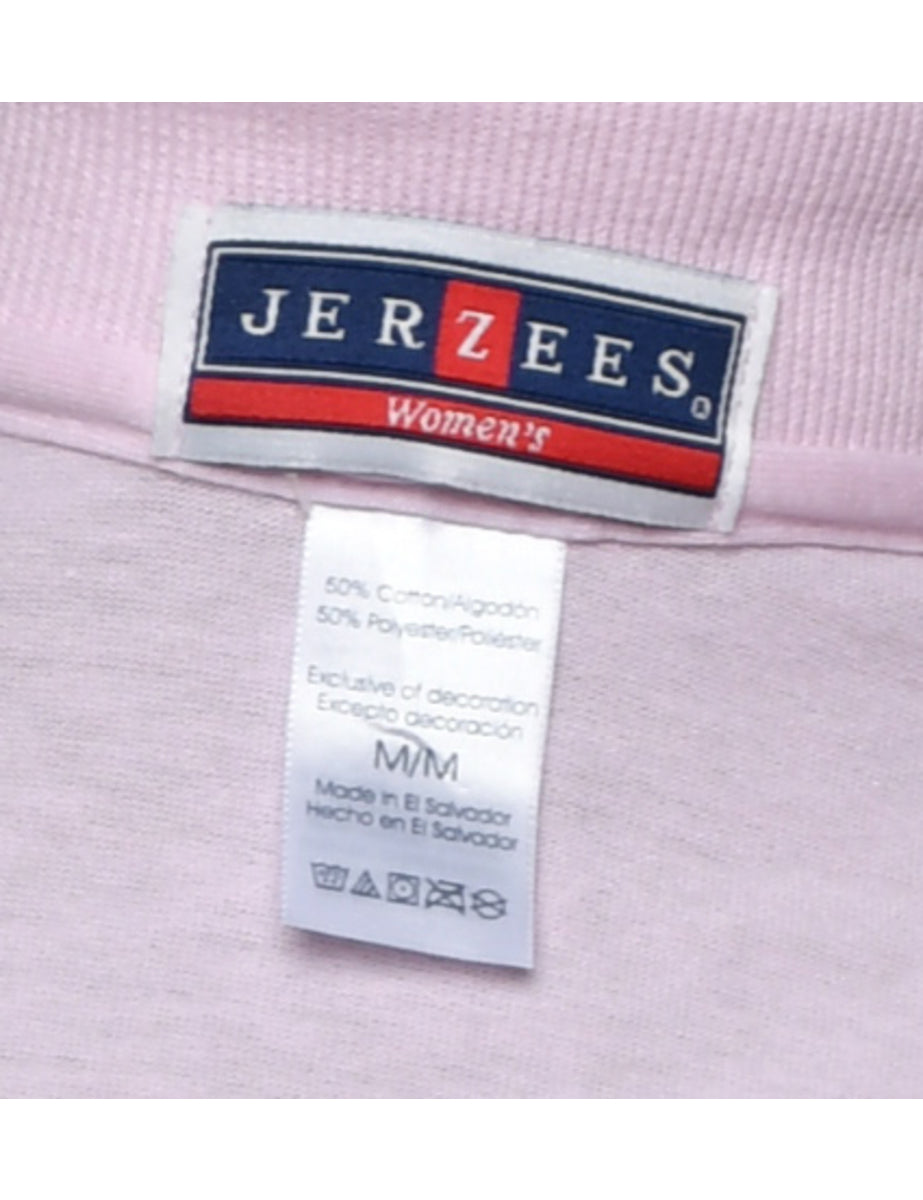 JERZEES®
Women's
50% Cotton/Algodón
50% Polyester/Poliéster
Exclusive of decoration
Excepto decoración
M/M
Made in El Salvador
Hecho en El Salvador